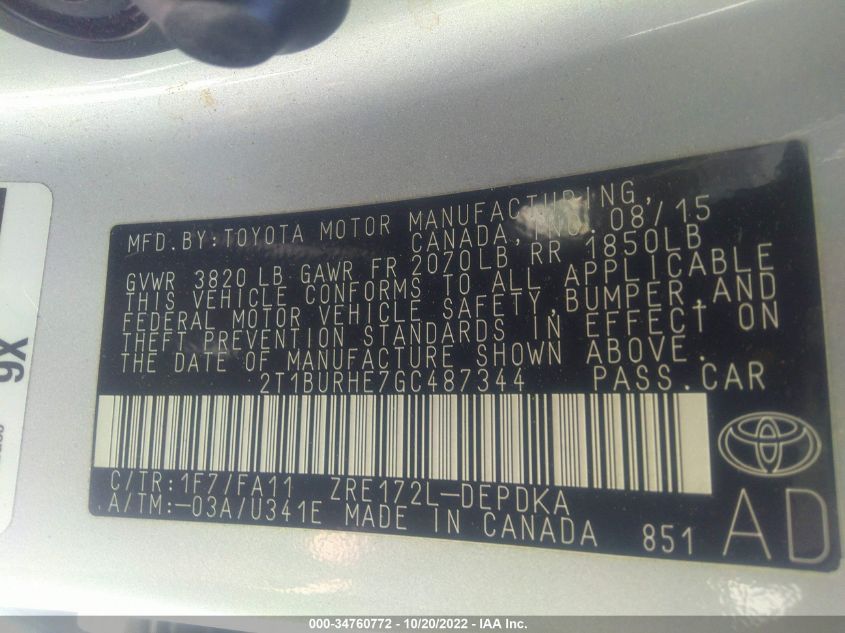 MFD.BY:TOYOTA MOTOR MANUFACTURING,
CANADA, INC. 08/15
GVWR 3820 LB GAWR FR 2070LB, RR 1850LB
THIS VEHICLE CONFORMS TO ALL APPLICABLE
FEDERAL MOTOR VEHICLE SAFETY, BUMPER, AND
THEFT PREVENTION STANDARDS IN EFFECT ON
THE DATE OF MANUFACTURE SHOWN ABOVE.
2T1BURHE7GC487344 PASS.CAR
C/TR:1F7/FA11 ZRE172L-DEPDKA
A/TM:-03A/U341E MADE IN CANADA 851
AD
000-34760772 - 10/20/2022 - IAA Inc.